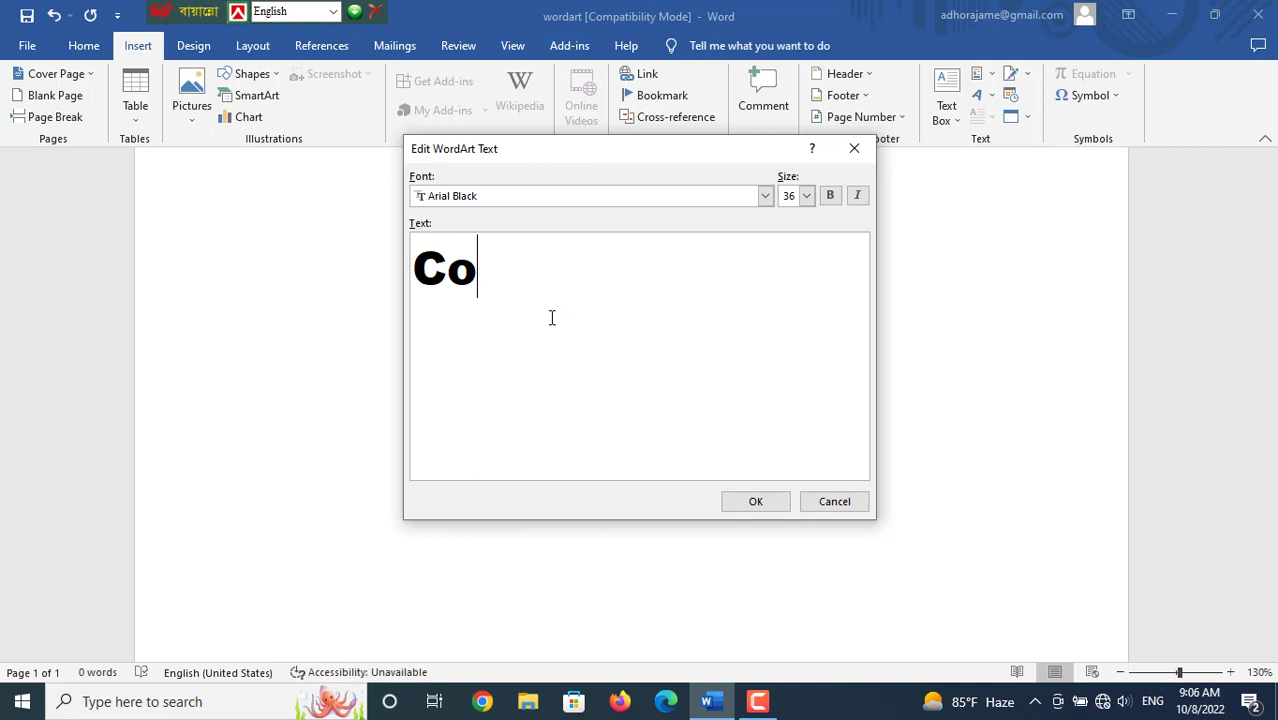 বায়ান্নো English wordart [Compatibility Mode] - Word adhorajame@gmail.com
File Home Insert Design Layout References Mailings Review View Add-ins Help Tell me what you want to do
Cover Page
Blank Page
Page Break
Pages
Table
Tables
Pictures
Shapes
SmartArt
Chart
Screenshot
Illustrations
Get Add-ins
My Add-ins
Wikipedia
Online
Videos
Link
Bookmark
Cross-reference
Comment
Header
Footer
Page Number
ooter
Text
Box
Text
Equation
Symbol
Symbols
Edit WordArt Text ?
Font: Size:
Arial Black 36 B I
Text:
Co
OK Cancel
Page 1 of 1 0 words English (United States) Accessibility: Unavailable 130%
Type here to search
85°F Haze ENG
9:06 AM
10/8/2022
2